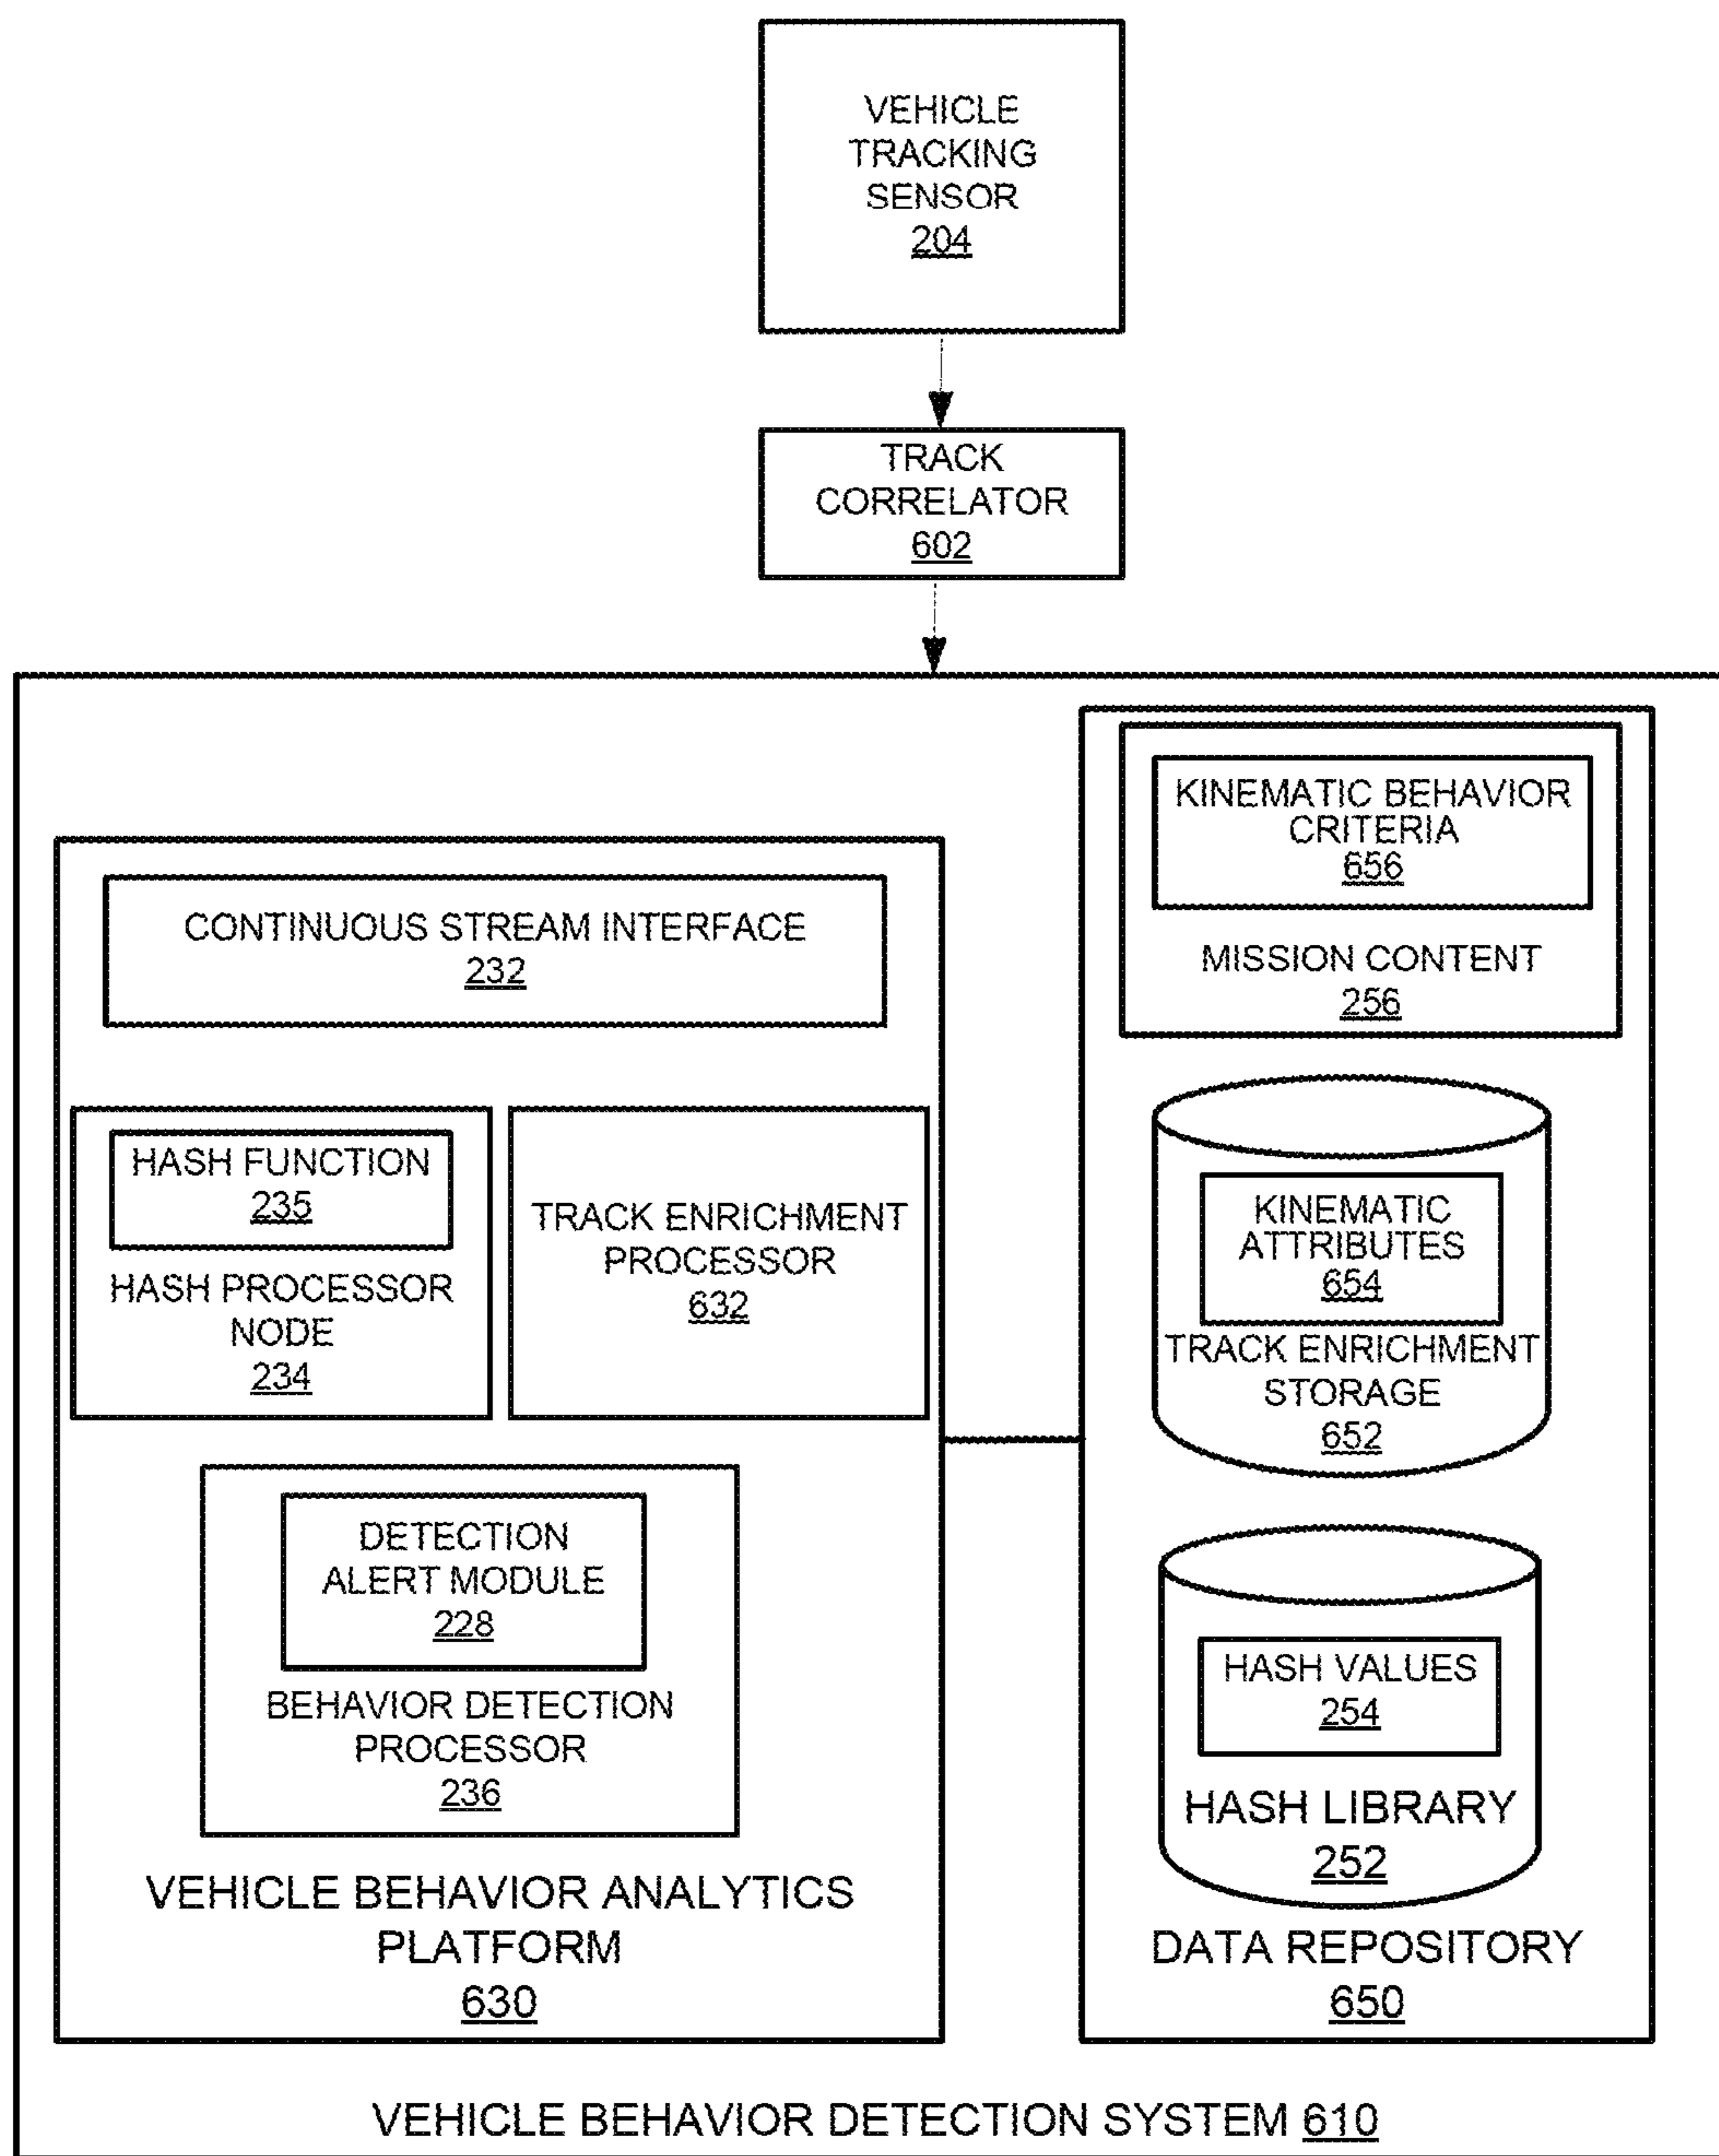 VEHICLE
TRACKING
SENSOR
204
TRACK
CORRELATOR
602
CONTINUOUS STREAM INTERFACE
232
HASH FUNCTION
235
HASH PROCESSOR
NODE
234
TRACK ENRICHMENT
PROCESSOR
632
DETECTION
ALERT MODULE
228
BEHAVIOR DETECTION
PROCESSOR
236
VEHICLE BEHAVIOR ANALYTICS
PLATFORM
630
KINEMATIC BEHAVIOR
CRITERIA
656
MISSION CONTENT
256
KINEMATIC
ATTRIBUTES
654
TRACK ENRICHMENT
STORAGE
652
HASH VALUES
254
HASH LIBRARY
252
DATA REPOSITORY
650
VEHICLE BEHAVIOR DETECTION SYSTEM 610